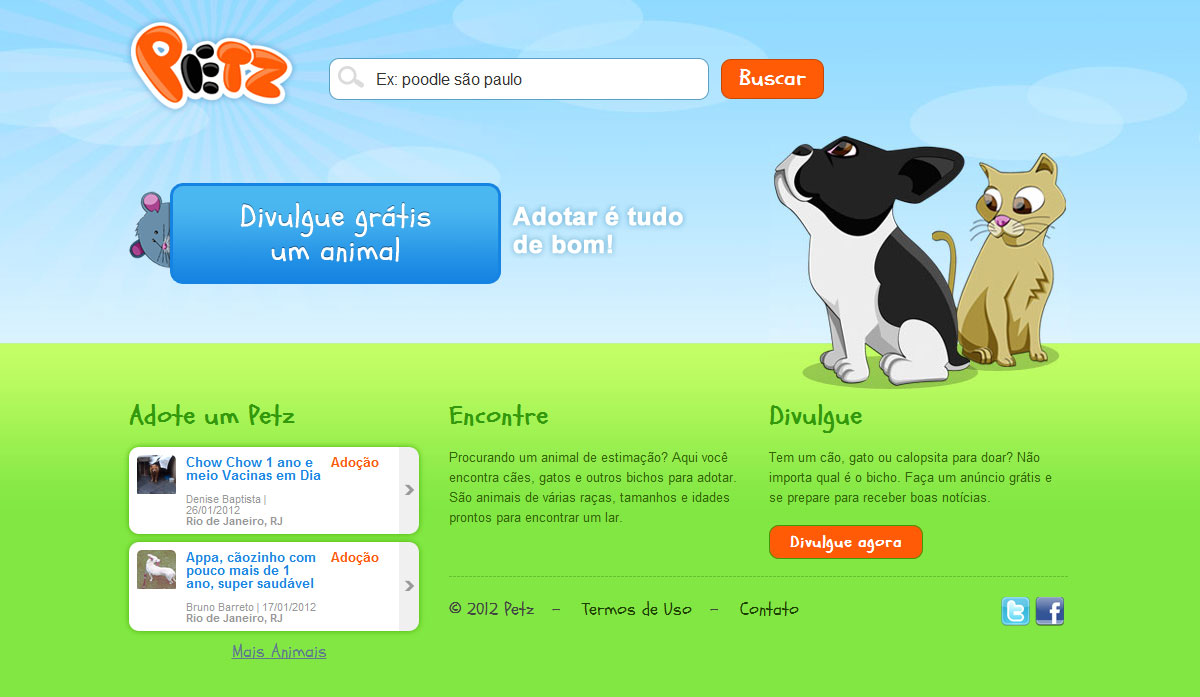 Petz
Ex: poodle são paulo
Buscar
Divulgue grátis
um animal
Adotar é tudo
de bom!
Adote um Petz
Chow Chow 1 ano e
meio Vacinas em Dia
Adoção
Denise Baptista |
26/01/2012
Rio de Janeiro, RJ
Appa, cãozinho com
pouco mais de 1
ano, super saudável
Adoção
Bruno Barreto | 17/01/2012
Rio de Janeiro, RJ
Mais Animais
Encontre
Procurando um animal de estimação? Aqui você
encontra cães, gatos e outros bichos para adotar.
São animais de várias raças, tamanhos e idades
prontos para encontrar um lar.
Divulgue
Tem um cão, gato ou calopsita para doar? Não
importa qual é o bicho. Faça um anúncio grátis e
se prepare para receber boas notícias.
Divulgue agora
© 2012 Petz – Termos de Uso – Contato